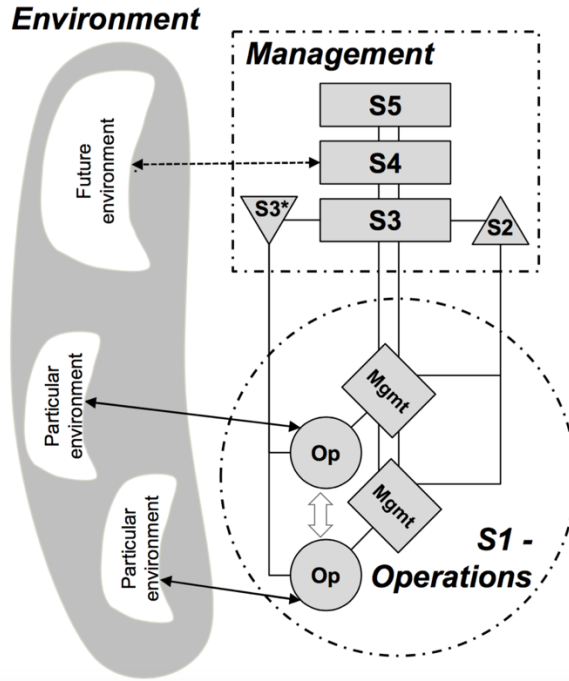 Environment
Management
S5
S4
Future
environment
S3*
S3
S2
Mgmt
Particular
environment
Op
Mgmt
Particular
environment
S1 -
Operations
Op